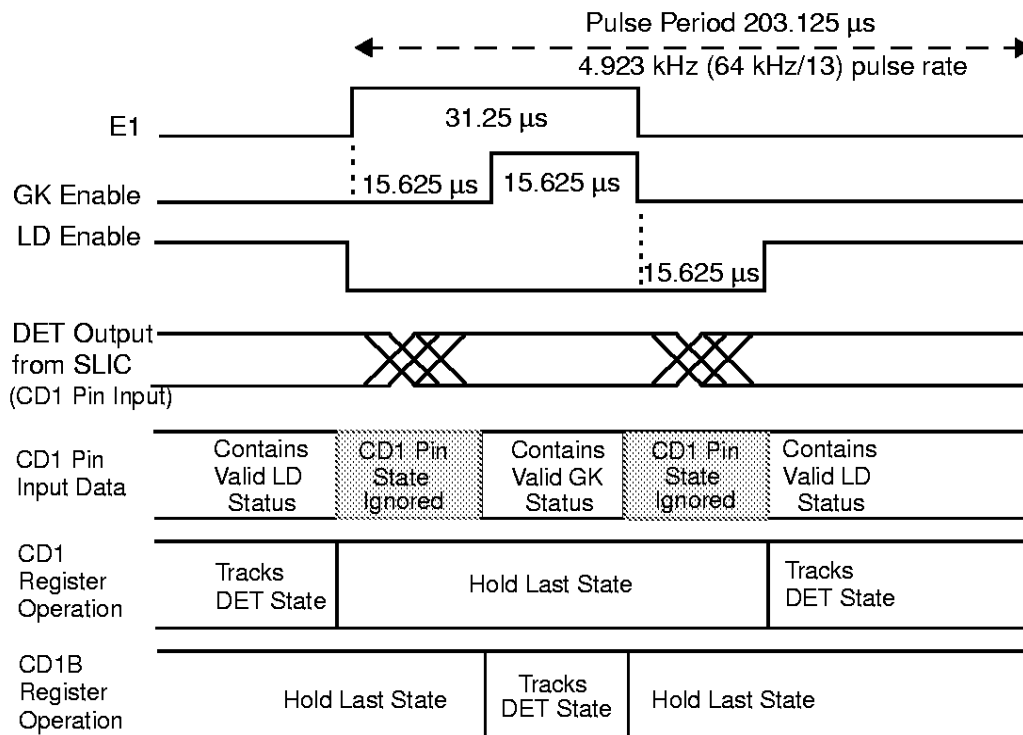 Pulse Period 203.125 µs
4.923 kHz (64 kHz/13) pulse rate
E1
31.25 µs
GK Enable
15.625 µs
15.625 µs
LD Enable
15.625 µs
DET Output
from SLIC
(CD1 Pin Input)
CD1 Pin
Input Data
Contains
Valid LD
Status
CD1 Pin
State
Ignored
Contains
Valid GK
Status
CD1 Pin
State
Ignored
Contains
Valid LD
Status
CD1
Register
Operation
Tracks
DET State
Hold Last State
Tracks
DET State
CD1B
Register
Operation
Hold Last State
Tracks
DET State
Hold Last State